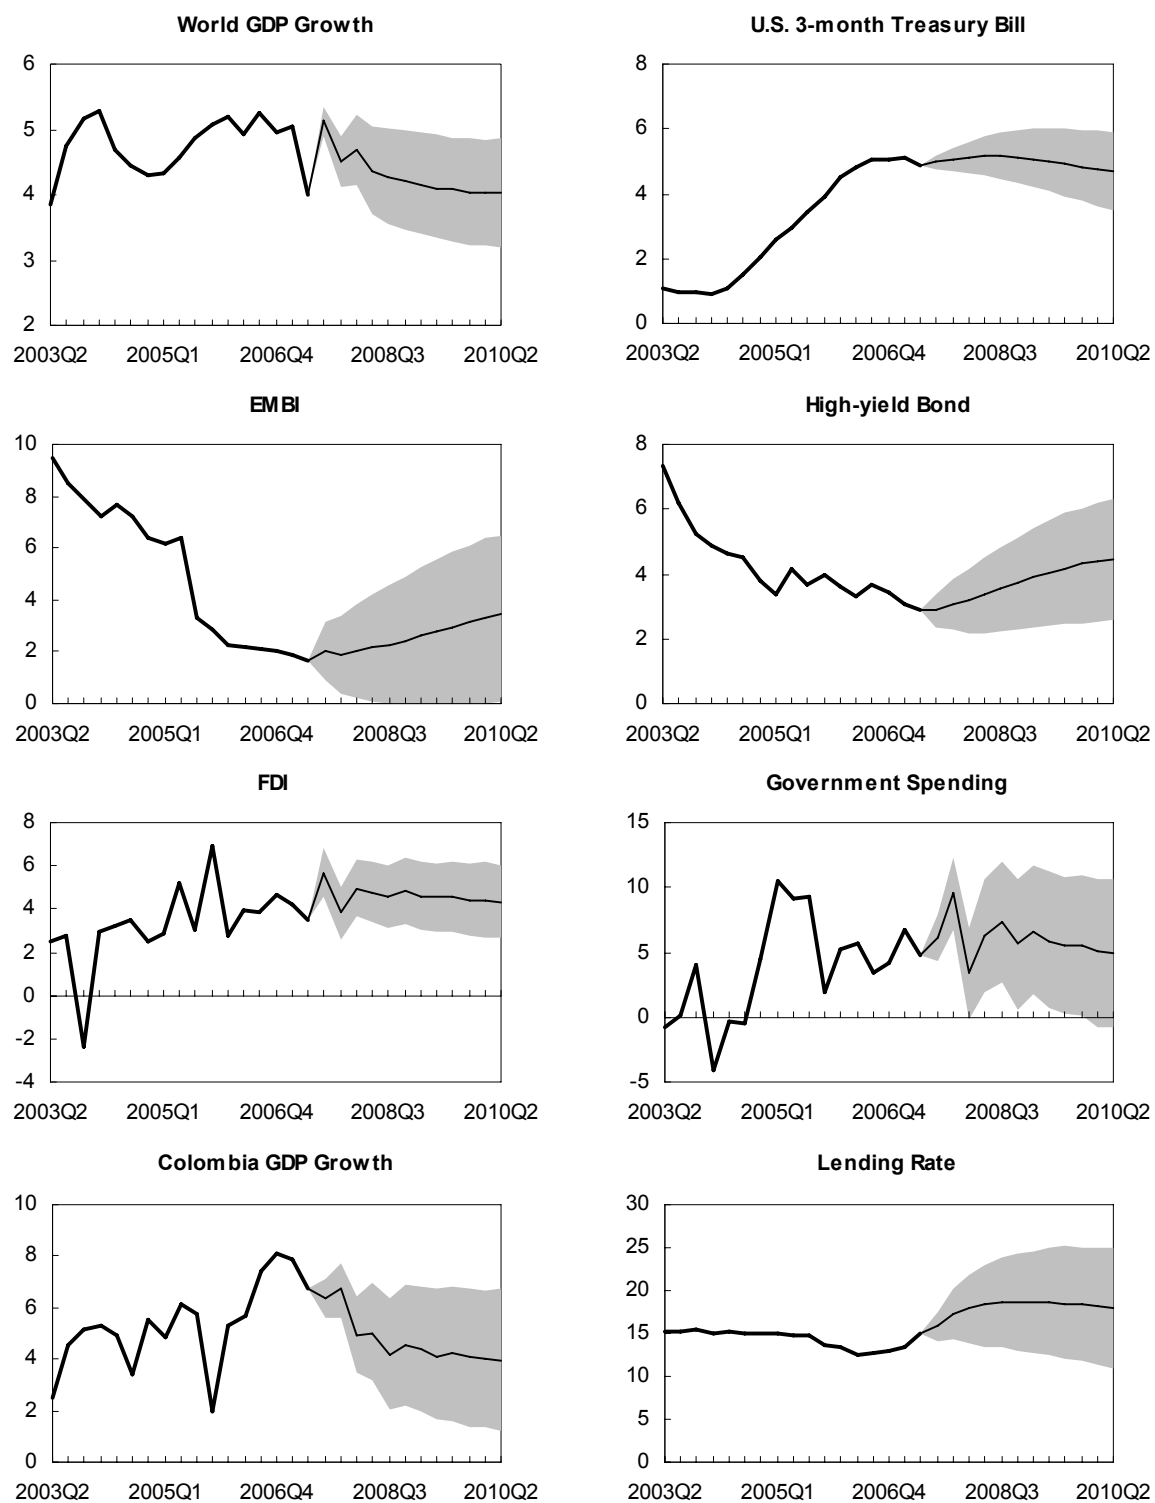 World GDP Growth
6
5
4
3
2
2003Q2 2005Q1 2006Q4 2008Q3 2010Q2
U.S. 3-month Treasury Bill
8
6
4
2
0
2003Q2 2005Q1 2006Q4 2008Q3 2010Q2
EMBI
10
8
6
4
2
0
2003Q2 2005Q1 2006Q4 2008Q3 2010Q2
High-yield Bond
8
6
4
2
0
2003Q2 2005Q1 2006Q4 2008Q3 2010Q2
FDI
8
6
4
2
0
-2
-4
2003Q2 2005Q1 2006Q4 2008Q3 2010Q2
Government Spending
15
10
5
0
-5
2003Q2 2005Q1 2006Q4 2008Q3 2010Q2
Colombia GDP Growth
10
8
6
4
2
0
2003Q2 2005Q1 2006Q4 2008Q3 2010Q2
Lending Rate
30
25
20
15
10
5
0
2003Q2 2005Q1 2006Q4 2008Q3 2010Q2